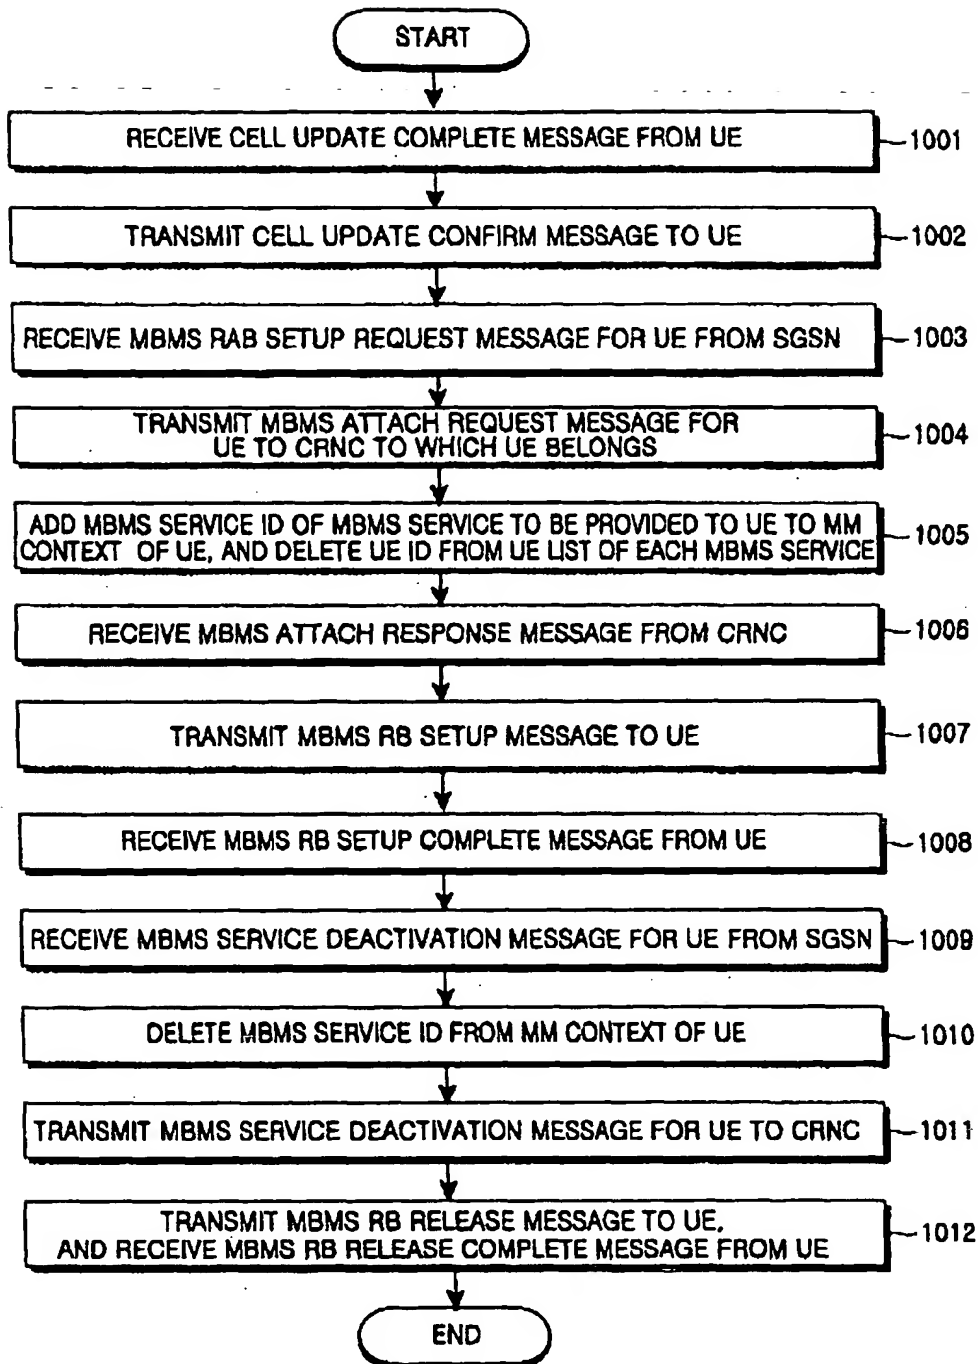 START
RECEIVE CELL UPDATE COMPLETE MESSAGE FROM UE
1001
TRANSMIT CELL UPDATE CONFIRM MESSAGE TO UE
1002
RECEIVE MBMS RAB SETUP REQUEST MESSAGE FOR UE FROM SGSN
1003
TRANSMIT MBMS ATTACH REQUEST MESSAGE FOR
UE TO CRNC TO WHICH UE BELONGS
1004
ADD MBMS SERVICE ID OF MBMS SERVICE TO BE PROVIDED TO UE TO MM
CONTEXT OF UE, AND DELETE UE ID FROM UE LIST OF EACH MBMS SERVICE
1005
RECEIVE MBMS ATTACH RESPONSE MESSAGE FROM CRNC
1006
TRANSMIT MBMS RB SETUP MESSAGE TO UE
1007
RECEIVE MBMS RB SETUP COMPLETE MESSAGE FROM UE
1008
RECEIVE MBMS SERVICE DEACTIVATION MESSAGE FOR UE FROM SGSN
1009
DELETE MBMS SERVICE ID FROM MM CONTEXT OF UE
1010
TRANSMIT MBMS SERVICE DEACTIVATION MESSAGE FOR UE TO CRNC
1011
TRANSMIT MBMS RB RELEASE MESSAGE TO UE,
AND RECEIVE MBMS RB RELEASE COMPLETE MESSAGE FROM UE
1012
END